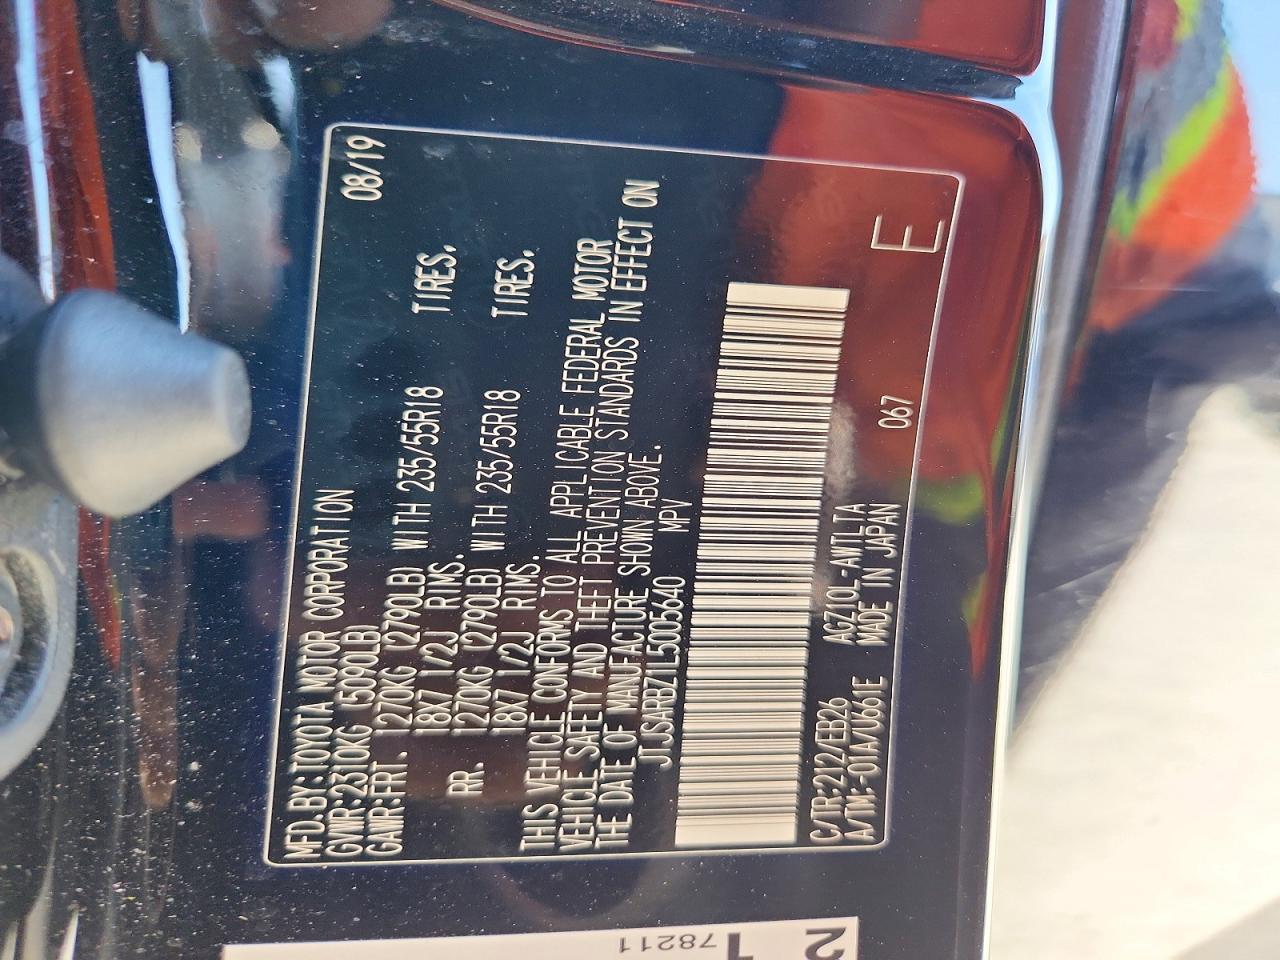 MFD. BY: TOYOTA MOTOR CORPORATION 08/19
GVWR: 2310KG (5090LB)
GAWR: FRT. 1270KG (2790LB) WITH 235/55R18 TIRES,
18X7 1/2J RIMS.
RR. 1270KG (2790LB) WITH 235/55R18 TIRES,
18X7 1/2J RIMS.
THIS VEHICLE CONFORMS TO ALL APPLICABLE FEDERAL MOTOR
VEHICLE SAFETY AND THEFT PREVENTION STANDARDS IN EFFECT ON
THE DATE OF MANUFACTURE SHOWN ABOVE.
JTJSARBZ1L5005640 MPV
C/TR: 212/EB26 AGZ10L-AWTLTA
A/TM: -01A/U661E MADE IN JAPAN 067 E
2
78211